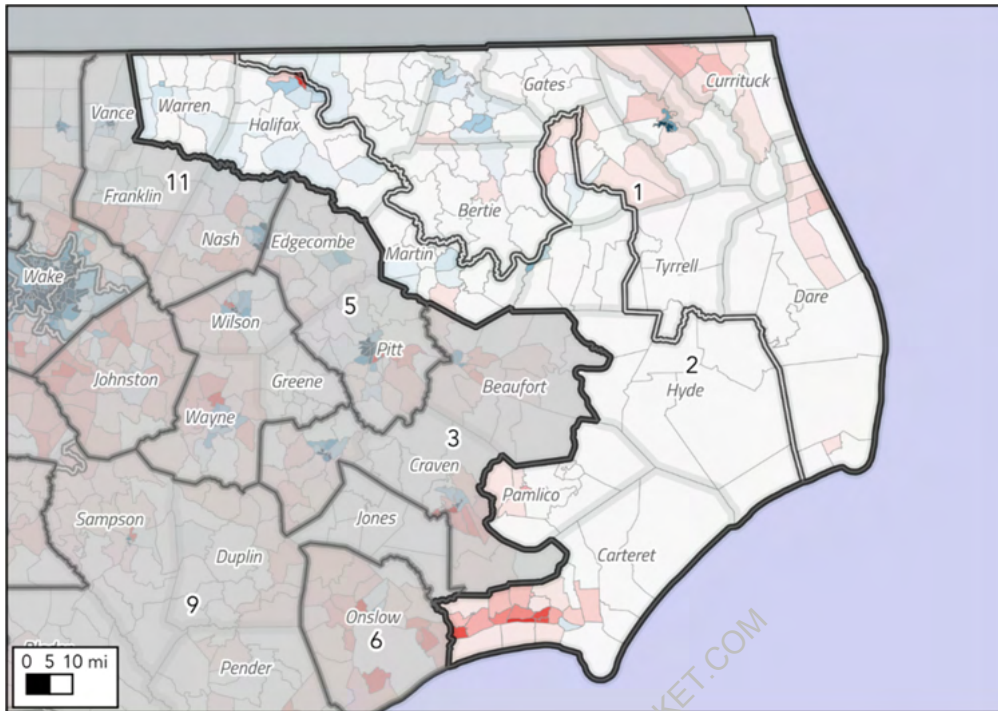 Gates
Currituck
Vance
Warren
Halifax
11
Franklin
1
Bertie
Nash
Edgecombe
Martin
Wake
Tyrrell
5
Dare
Wilson
Pitt
2
Johnston
Greene
Beaufort
Hyde
Wayne
3
Craven
Pamlico
Sampson
Jones
Duplin
Carteret
9
Onslow
6
0 5 10 mi
Pender
KET.COM